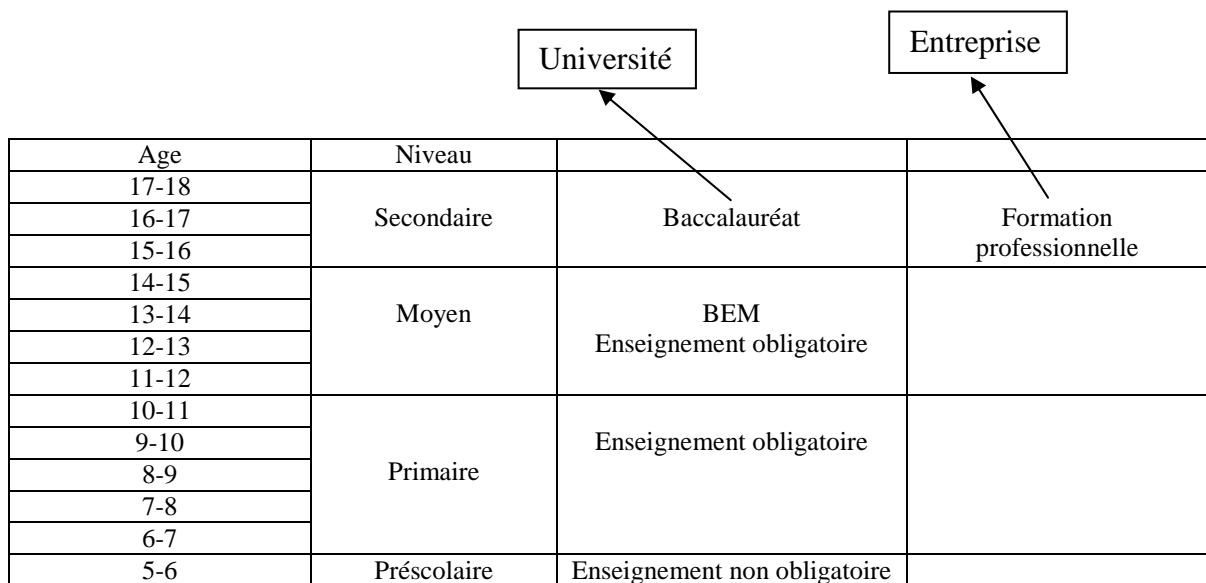 Université
Entreprise
Age Niveau
17-18
16-17 Secondaire Baccalauréat Formation
15-16 professionnelle
14-15
13-14 Moyen BEM
12-13 Enseignement obligatoire
11-12
10-11
9-10 Enseignement obligatoire
8-9 Primaire
7-8
6-7
5-6 Préscolaire Enseignement non obligatoire